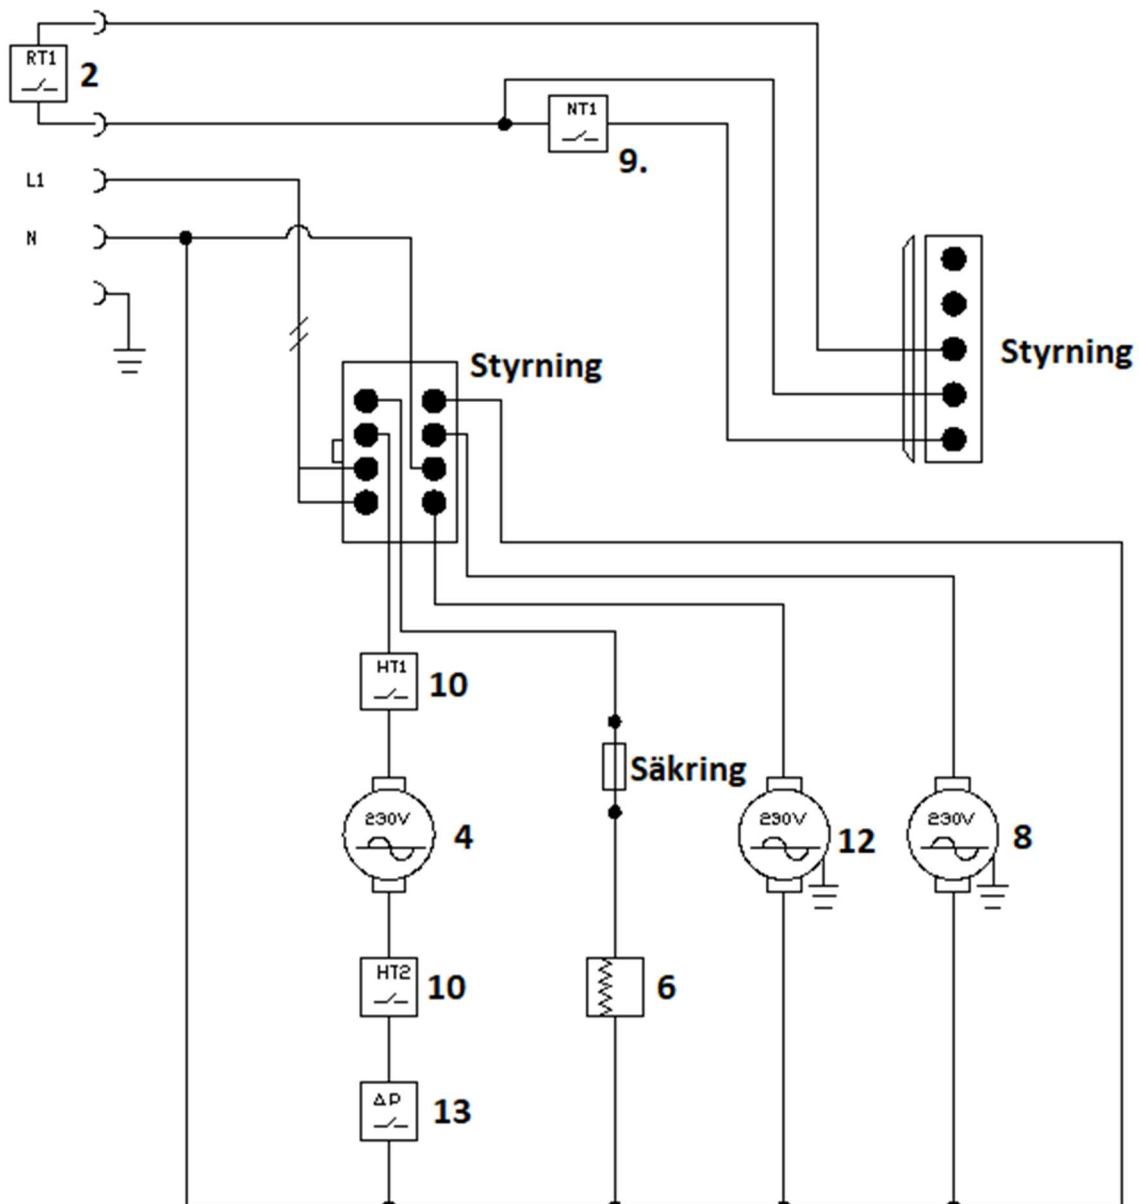 RT1
2
NT1
9.
L1
N
Styrning
Styrning
HT1
10
Säkring
230V
4
230V
12
230V
8
HT2
10
6
ΔP
13